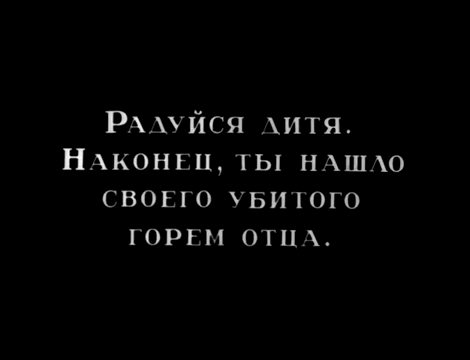 Радуйся дитя.
Наконец, ты нашло
своего убитого
горем отца.